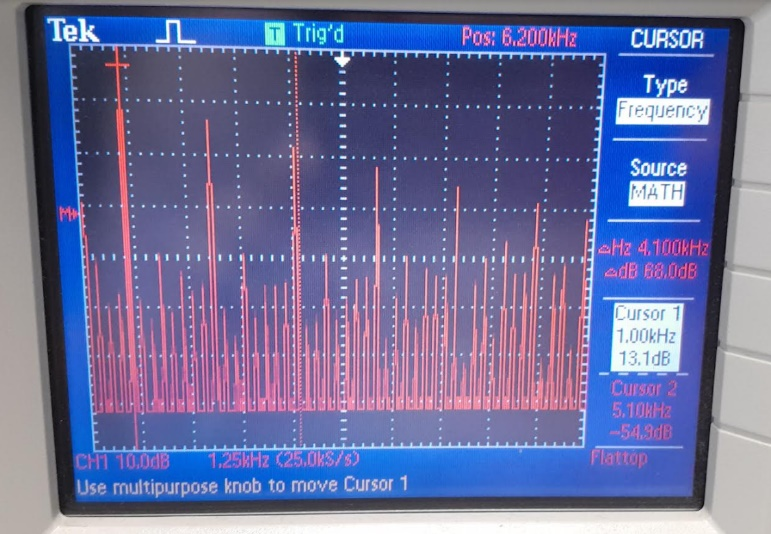 Tek T Trig'd Pos: 6.200kHz CURSOR
Type
Frequency
Source
MATH
M
ΔHz 4.100kHz
ΔdB 68.0dB
Cursor 1
1.00kHz
13.1dB
Cursor 2
5.10kHz
-54.9dB
CH1 10.0dB 1.25kHz (25.0kS/s) Flattop
Use multipurpose knob to move Cursor 1